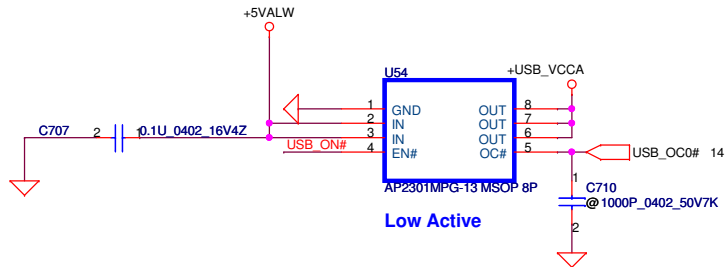 +5VALW
U54
+USB_VCCA
1 GND OUT 8
2 IN OUT 7
3 IN OUT 6
4 EN# OC# 5
C707 2 1 0.1U_0402_16V4Z
USB_ON#
USB_OC0# 14
AP2301MPG-13 MSOP 8P
Low Active
1
C710
@ 1000P_0402_50V7K
2